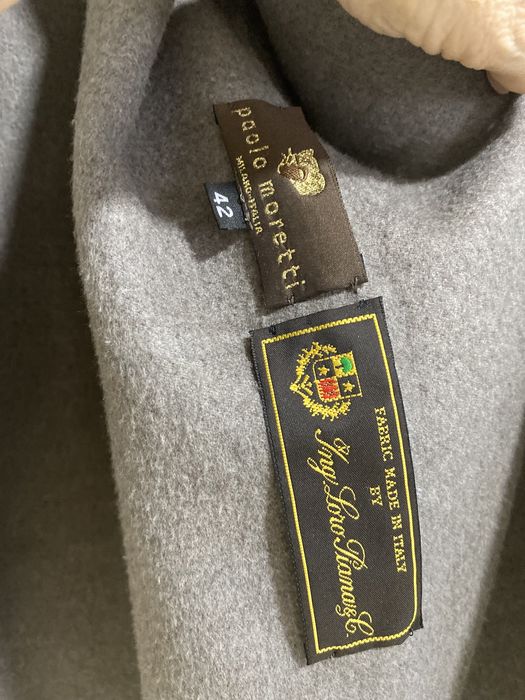 paolo moretti
MILANO-ITALIA
42
FABRIC MADE IN ITALY
BY
Ing. Loro Piana & C.